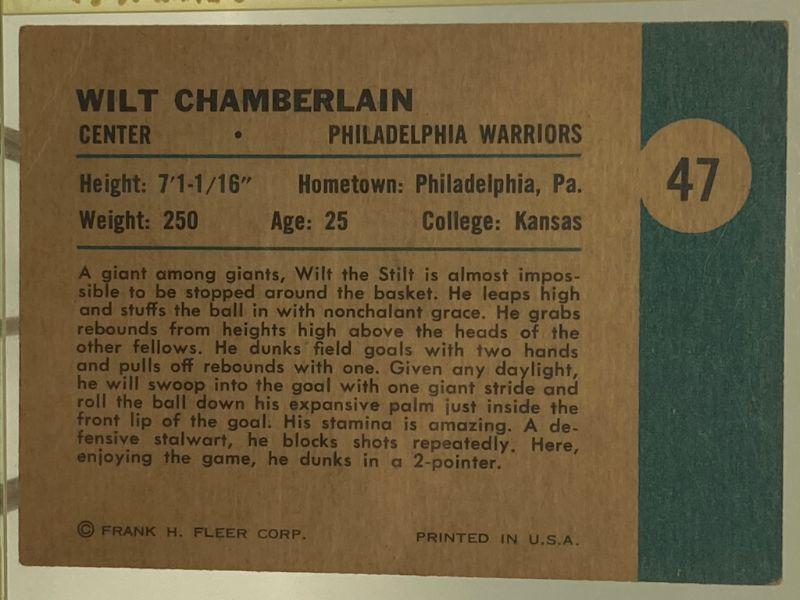 WILT CHAMBERLAIN
CENTER • PHILADELPHIA WARRIORS
47
Height: 7'1-1/16" Hometown: Philadelphia, Pa.
Weight: 250 Age: 25 College: Kansas
A giant among giants, Wilt the Stilt is almost impos-
sible to be stopped around the basket. He leaps high
and stuffs the ball in with nonchalant grace. He grabs
rebounds from heights high above the heads of the
other fellows. He dunks field goals with two hands
and pulls off rebounds with one. Given any daylight,
he will swoop into the goal with one giant stride and
roll the ball down his expansive palm just inside the
front lip of the goal. His stamina is amazing. A de-
fensive stalwart, he blocks shots repeatedly. Here,
enjoying the game, he dunks in a 2-pointer.
© FRANK H. FLEER CORP. PRINTED IN U.S.A.